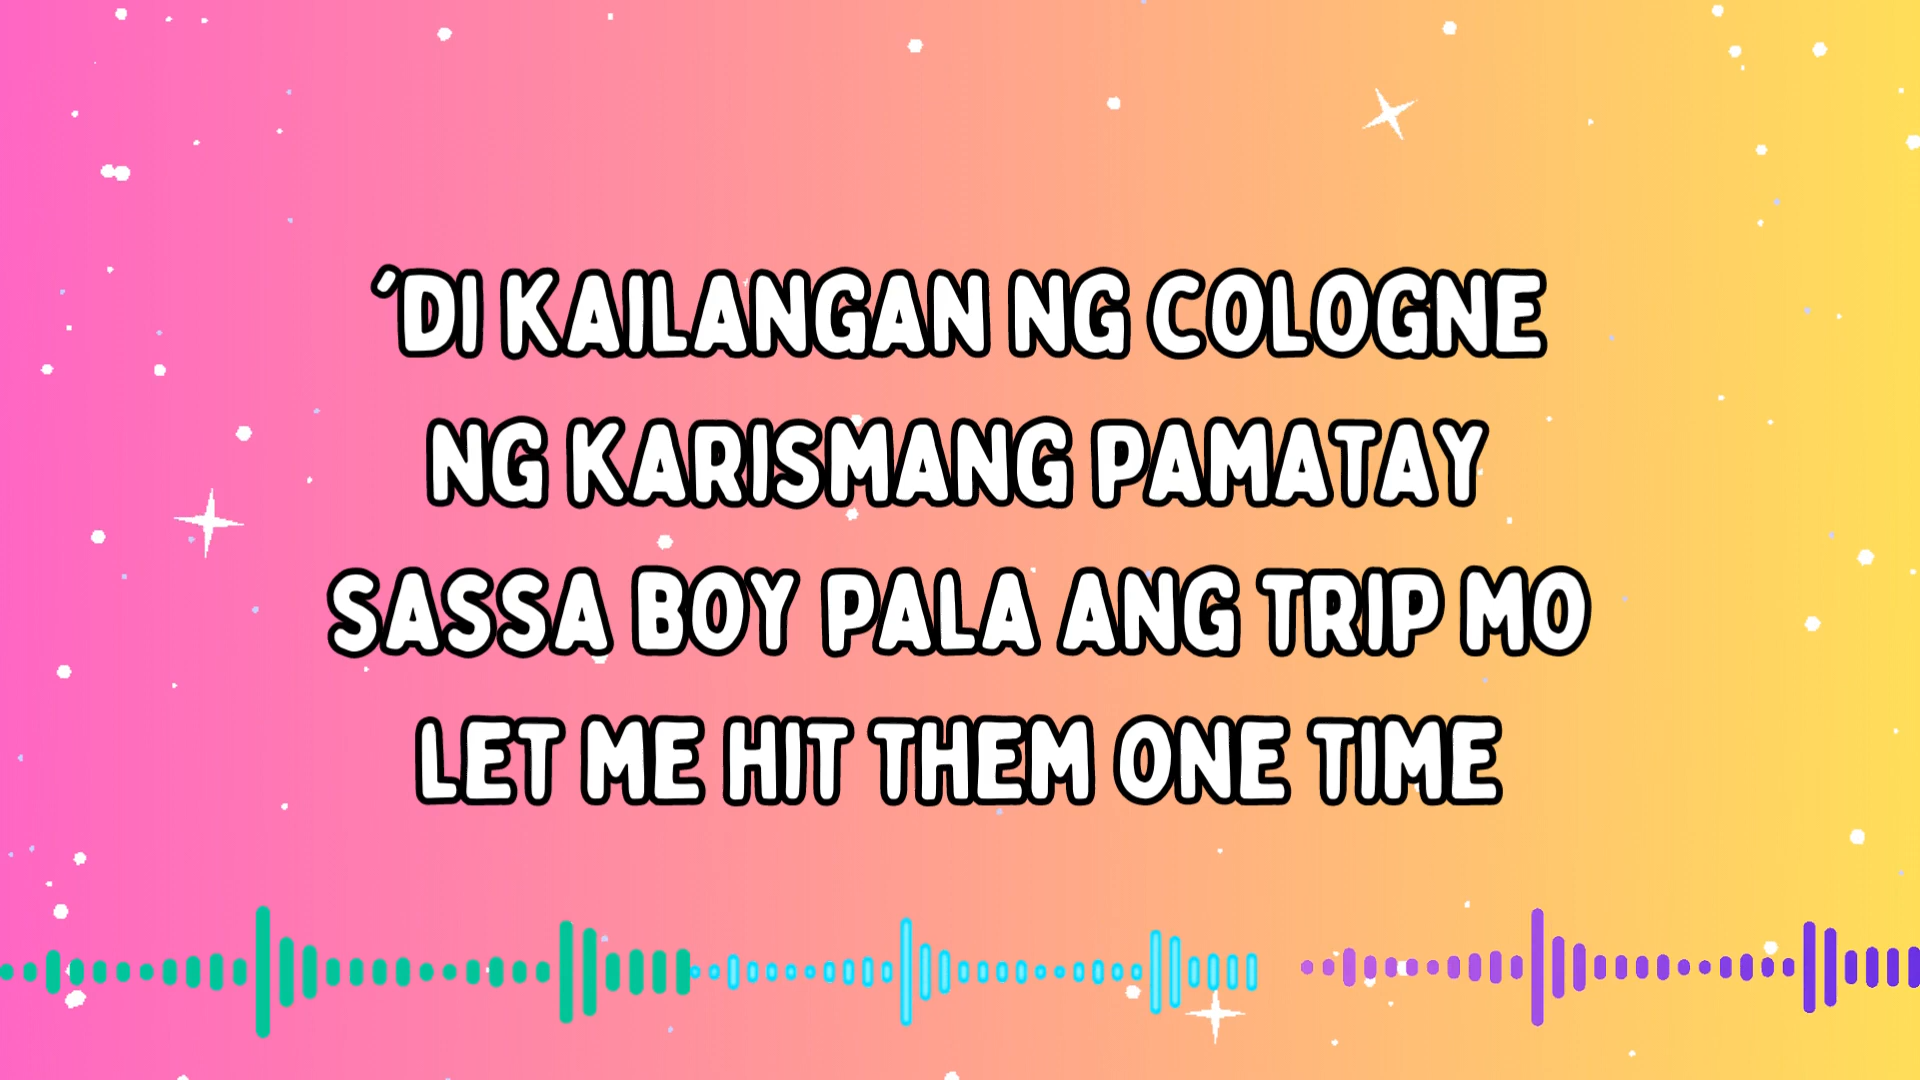 'DI KAILANGAN NG COLOGNE
NG KARISMANG PAMATAY
SASSA BOY PALA ANG TRIP MO
LET ME HIT THEM ONE TIME